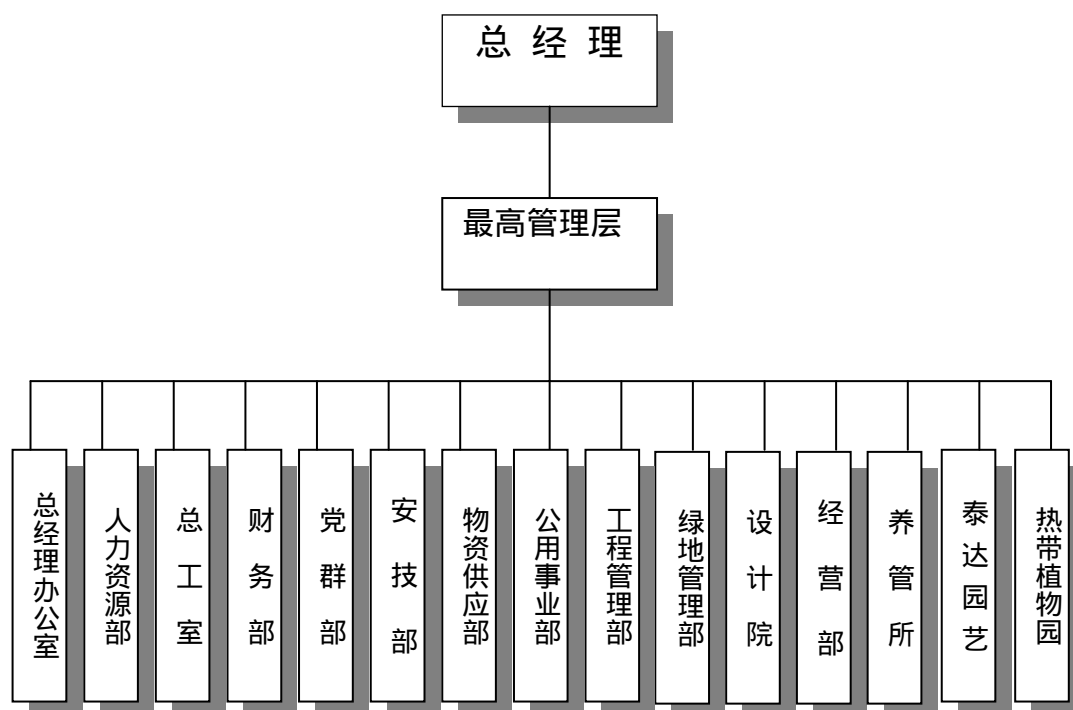 总经理
最高管理层
总经理办公室
人力资源部
总工室
财务部
党群部
安技部
物资供应部
公用事业部
工程管理部
绿地管理部
设计院
经营部
养管所
泰达园艺
热带植物园